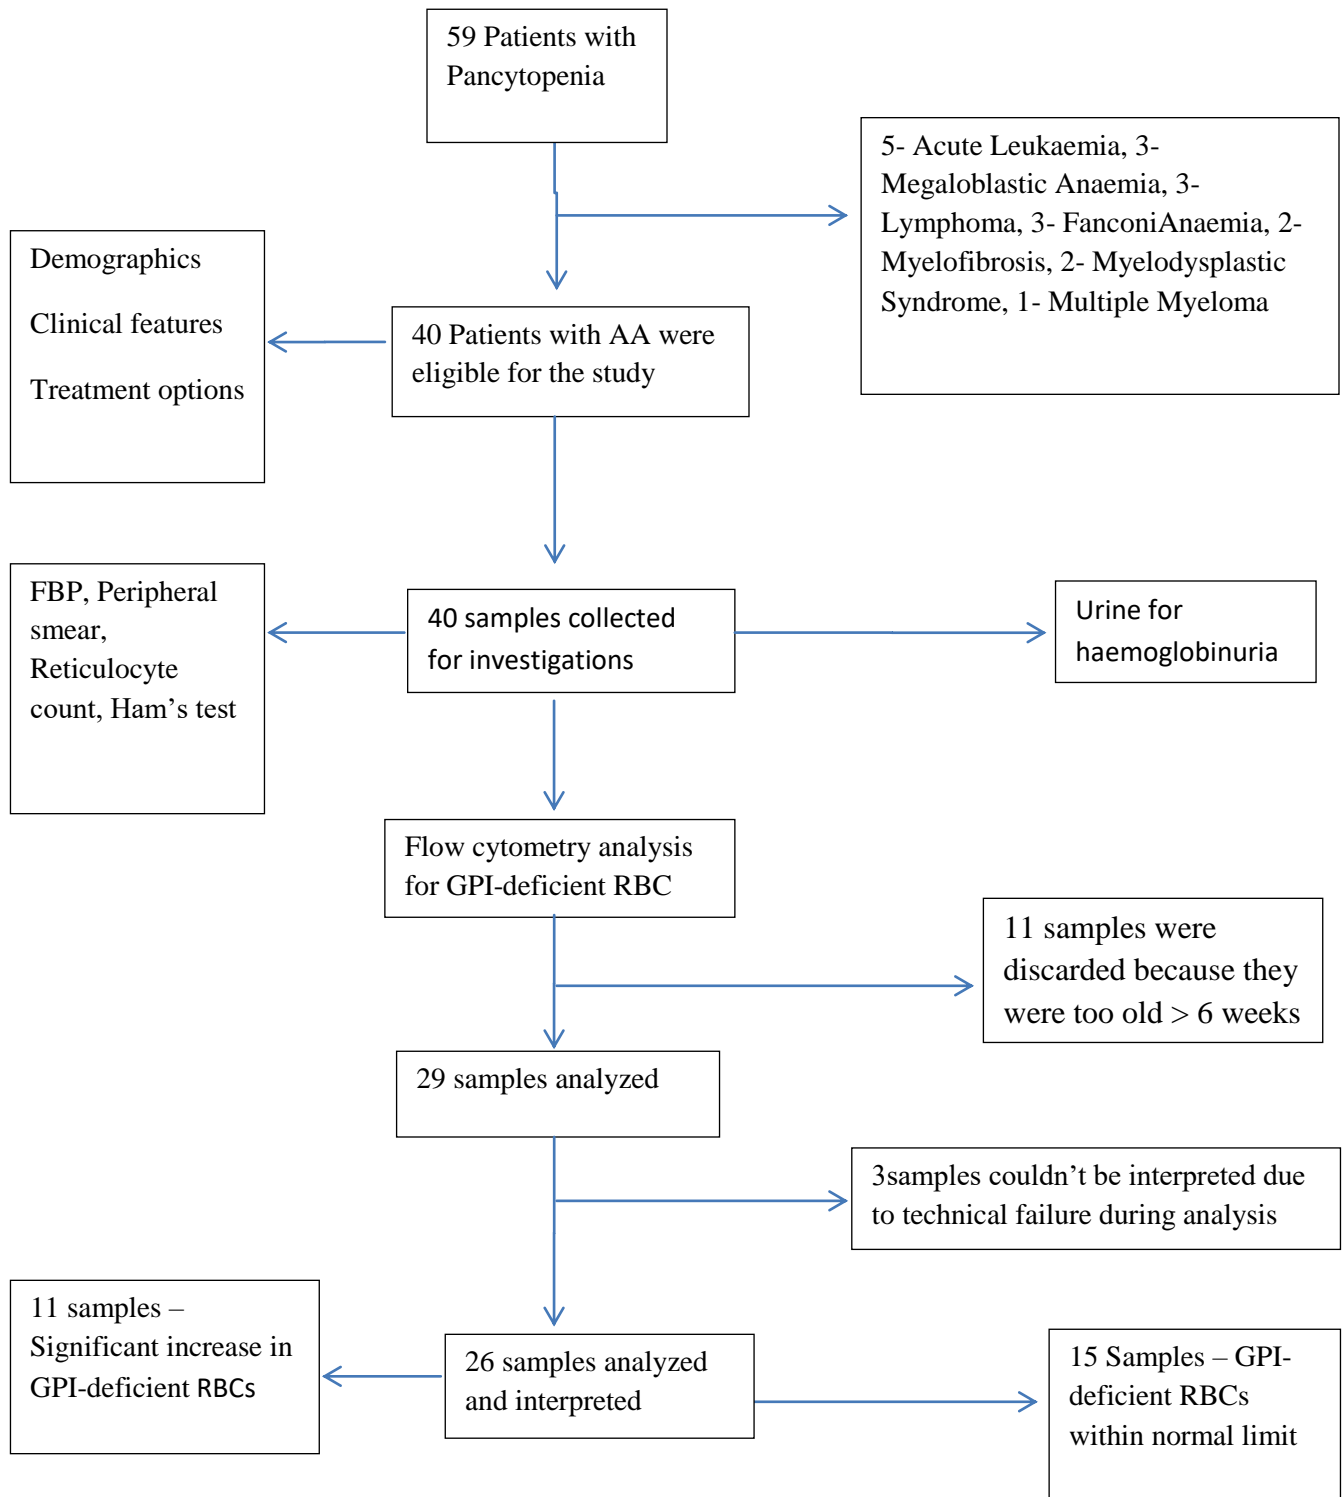 59 Patients with
Pancytopenia
5- Acute Leukaemia, 3-
Megaloblastic Anaemia, 3-
Lymphoma, 3- FanconiAnaemia, 2-
Myelofibrosis, 2- Myelodysplastic
Syndrome, 1- Multiple Myeloma
Demographics
Clinical features
Treatment options
40 Patients with AA were
eligible for the study
FBP, Peripheral
smear,
Reticulocyte
count, Ham’s test
40 samples collected
for investigations
Urine for
haemoglobinuria
Flow cytometry analysis
for GPI-deficient RBC
11 samples were
discarded because they
were too old > 6 weeks
29 samples analyzed
3samples couldn’t be interpreted due
to technical failure during analysis
11 samples –
Significant increase in
GPI-deficient RBCs
26 samples analyzed
and interpreted
15 Samples – GPI-
deficient RBCs
within normal limit